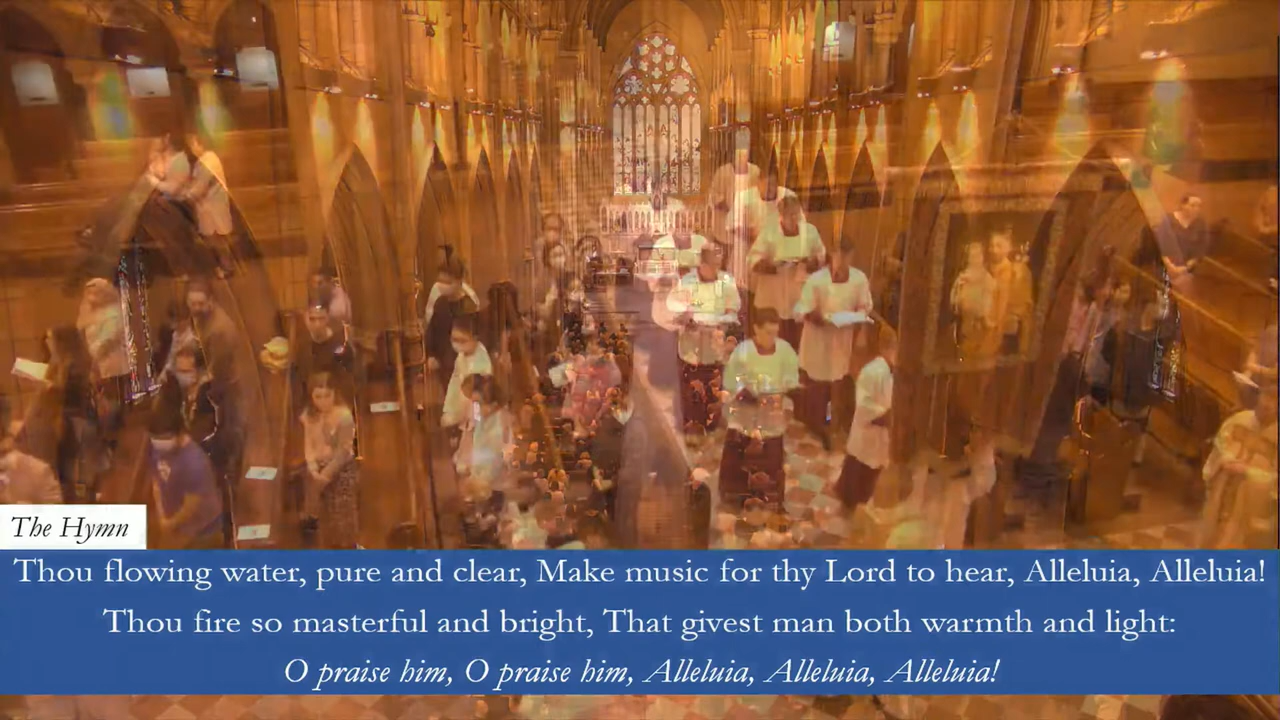 The Hymn
Thou flowing water, pure and clear, Make music for thy Lord to hear, Alleluia, Alleluia!
Thou fire so masterful and bright, That givest man both warmth and light:
O praise him, O praise him, Alleluia, Alleluia, Alleluia!